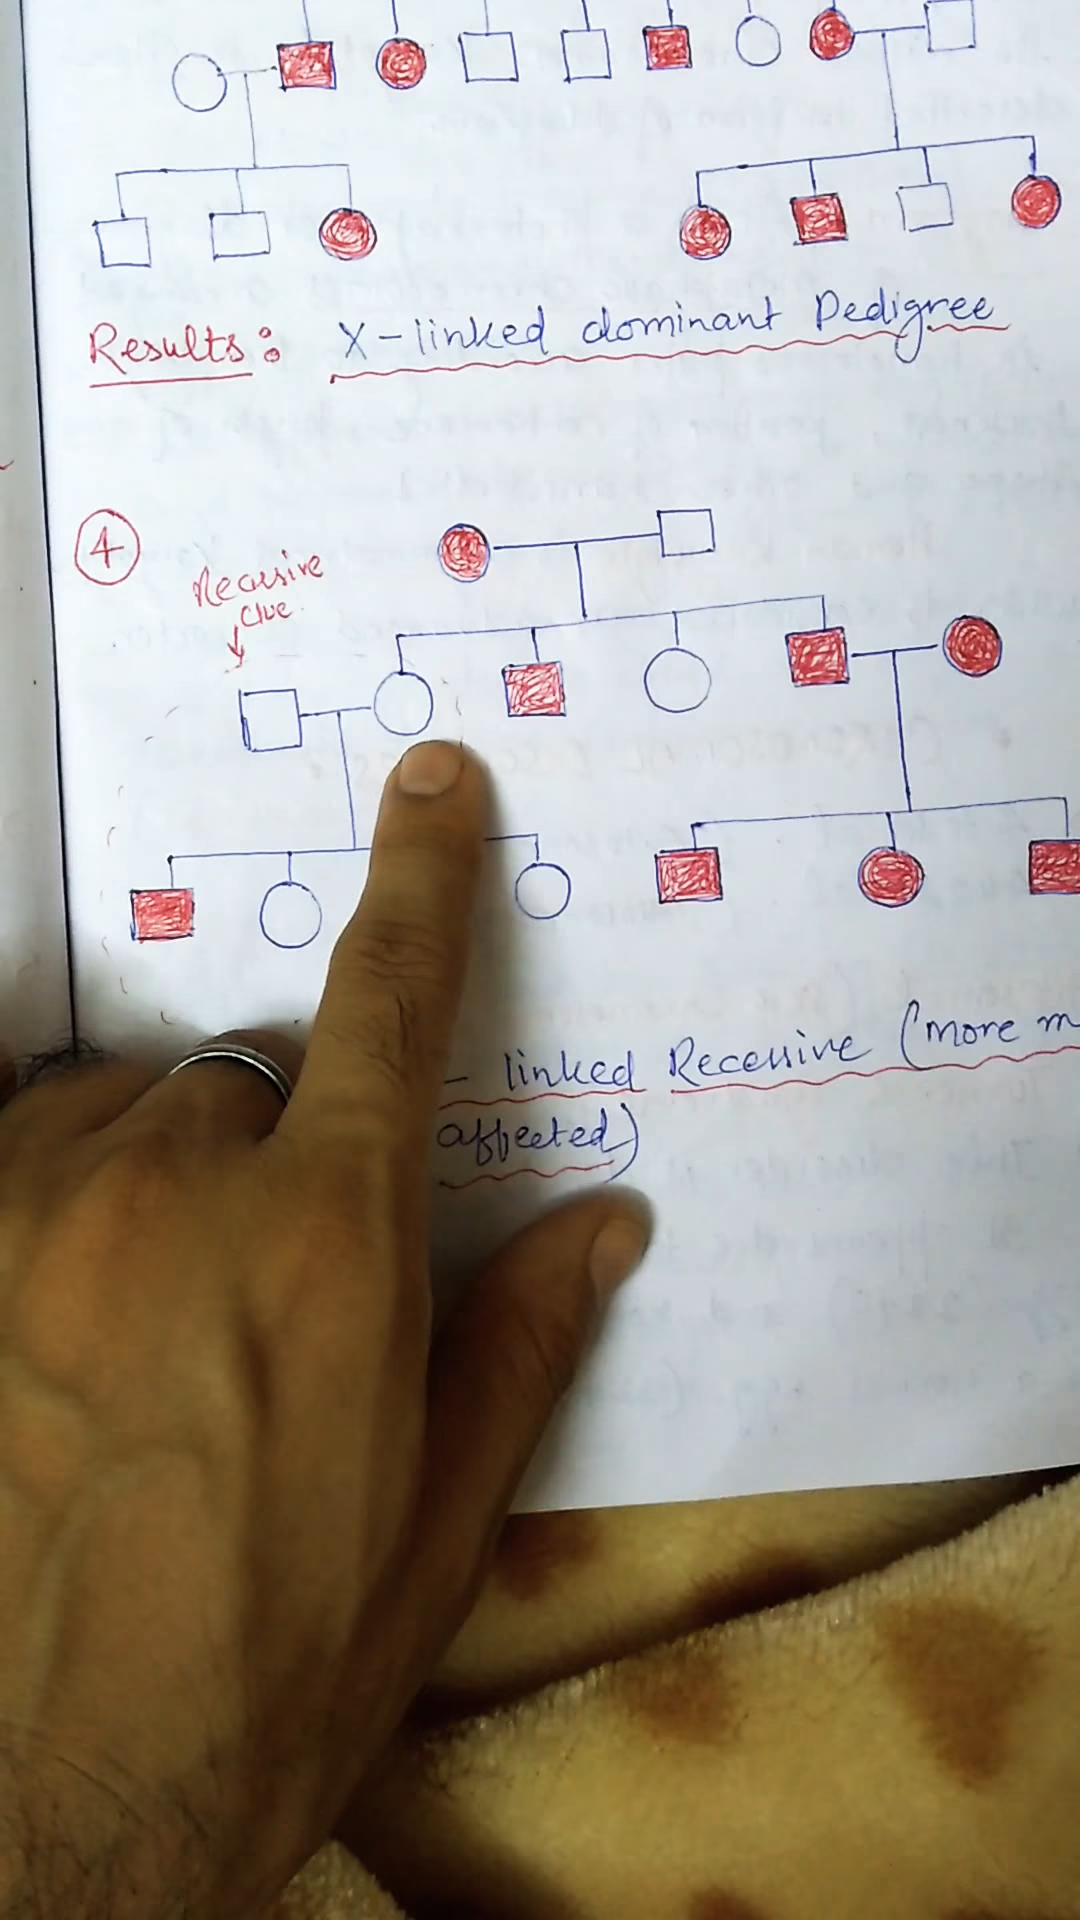 Results: X-linked dominant Pedigree
4
Recessive
clue
- linked Recessive (more m
affected)